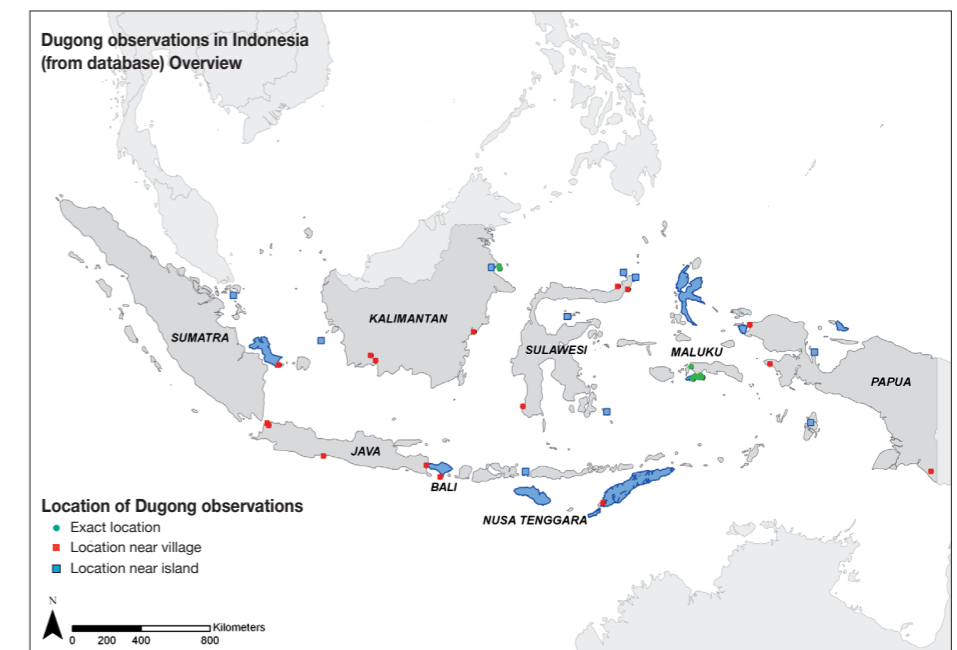 Dugong observations in Indonesia
(from database) Overview
KALIMANTAN
SUMATRA
SULAWESI
MALUKU
PAPUA
JAVA
BALI
NUSA TENGGARA
Location of Dugong observations
Exact location
Location near village
Location near island
N
Kilometers
0 200 400 800